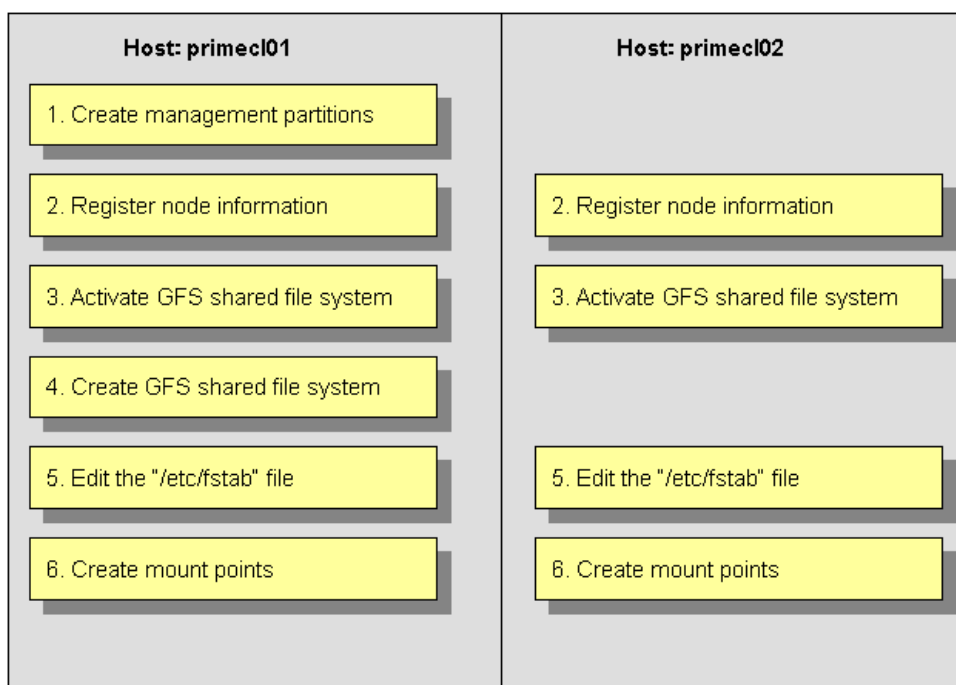 Host: primecl01
1. Create management partitions
2. Register node information
3. Activate GFS shared file system
4. Create GFS shared file system
5. Edit the "/etc/fstab" file
6. Create mount points
Host: primecl02
2. Register node information
3. Activate GFS shared file system
5. Edit the "/etc/fstab" file
6. Create mount points